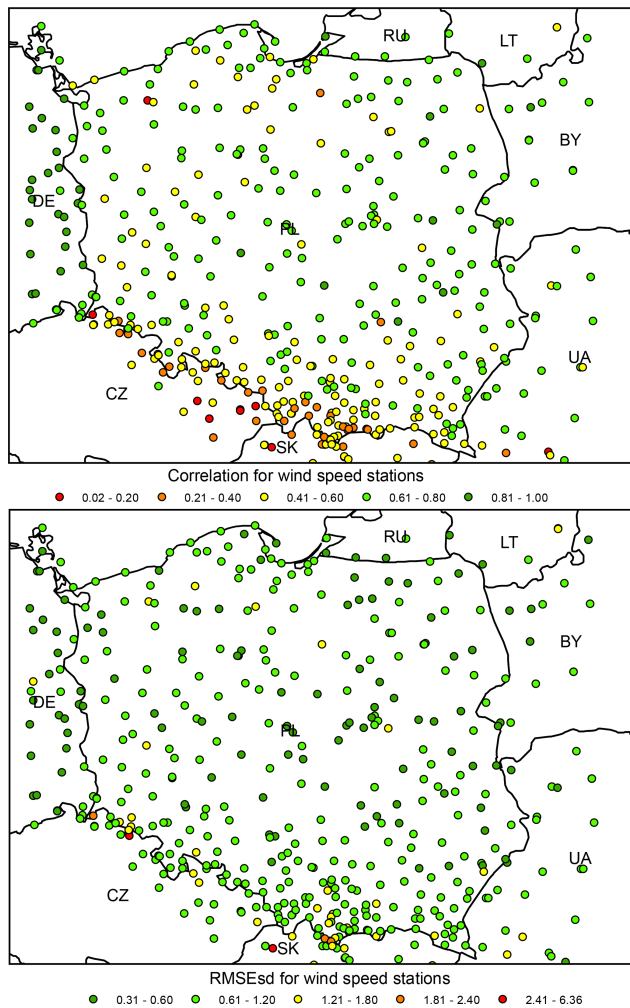 RU
LT
BY
DE
PL
UA
CZ
SK
Correlation for wind speed stations
0.02 - 0.20 0.21 - 0.40 0.41 - 0.60 0.61 - 0.80 0.81 - 1.00
RU
LT
BY
DE
PL
UA
CZ
SK
RMSEsd for wind speed stations
0.31 - 0.60 0.61 - 1.20 1.21 - 1.80 1.81 - 2.40 2.41 - 6.36